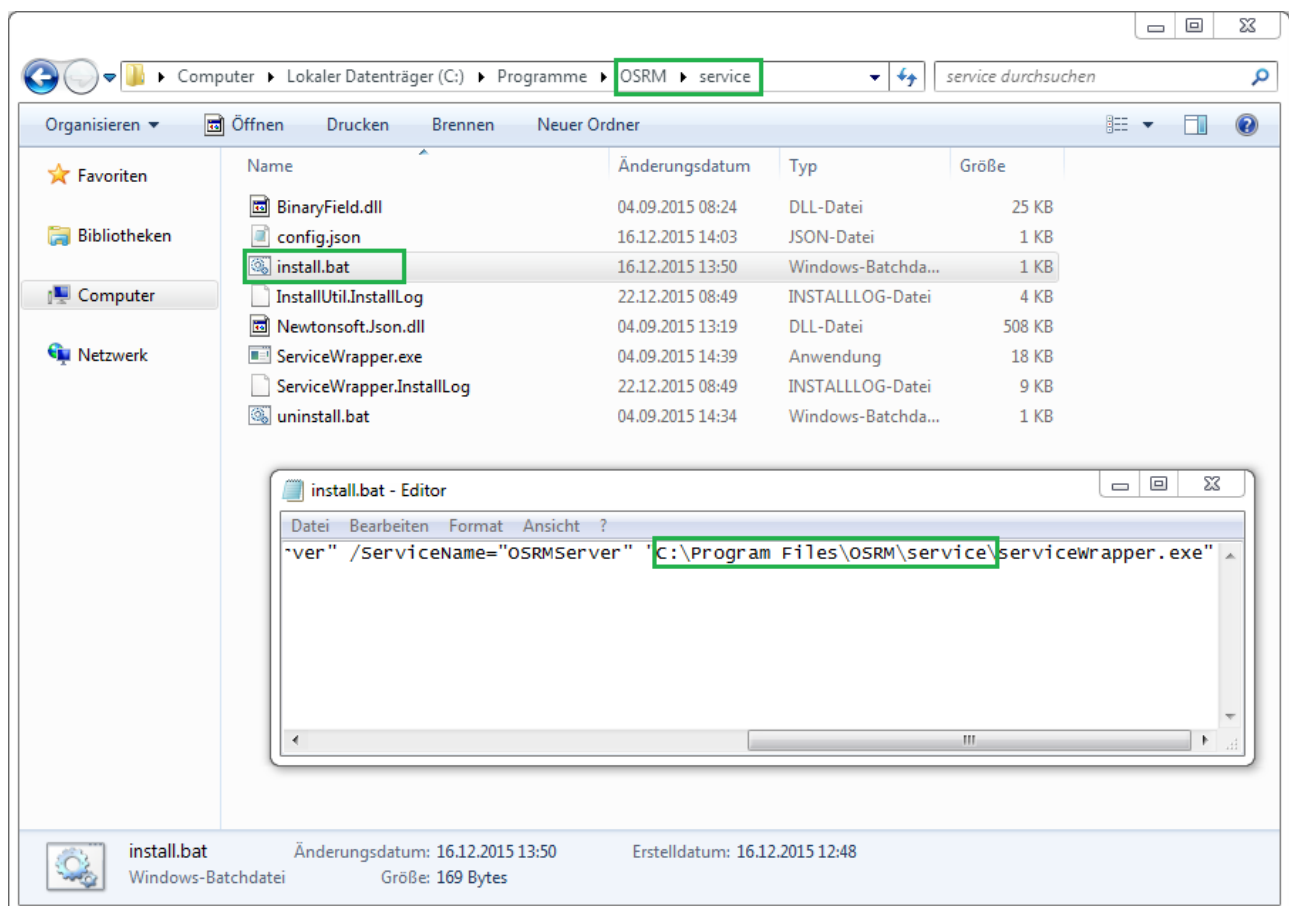 Computer ▸ Lokaler Datenträger (C:) ▸ Programme ▸ OSRM ▸ service
service durchsuchen
Organisieren Öffnen Drucken Brennen Neuer Ordner
Favoriten
Bibliotheken
Computer
Netzwerk
Name Änderungsdatum Typ Größe
BinaryField.dll 04.09.2015 08:24 DLL-Datei 25 KB
config.json 16.12.2015 14:03 JSON-Datei 1 KB
install.bat 16.12.2015 13:50 Windows-Batchda... 1 KB
InstallUtil.InstallLog 22.12.2015 08:49 INSTALLLOG-Datei 4 KB
Newtonsoft.Json.dll 04.09.2015 13:19 DLL-Datei 508 KB
ServiceWrapper.exe 04.09.2015 14:39 Anwendung 18 KB
ServiceWrapper.InstallLog 22.12.2015 08:49 INSTALLLOG-Datei 9 KB
uninstall.bat 04.09.2015 14:34 Windows-Batchda... 1 KB
install.bat - Editor
Datei Bearbeiten Format Ansicht ?
ver" /ServiceName="OSRMServer" "C:\Program Files\OSRM\service\serviceWrapper.exe"
install.bat Änderungsdatum: 16.12.2015 13:50 Erstelldatum: 16.12.2015 12:48
Windows-Batchdatei Größe: 169 Bytes